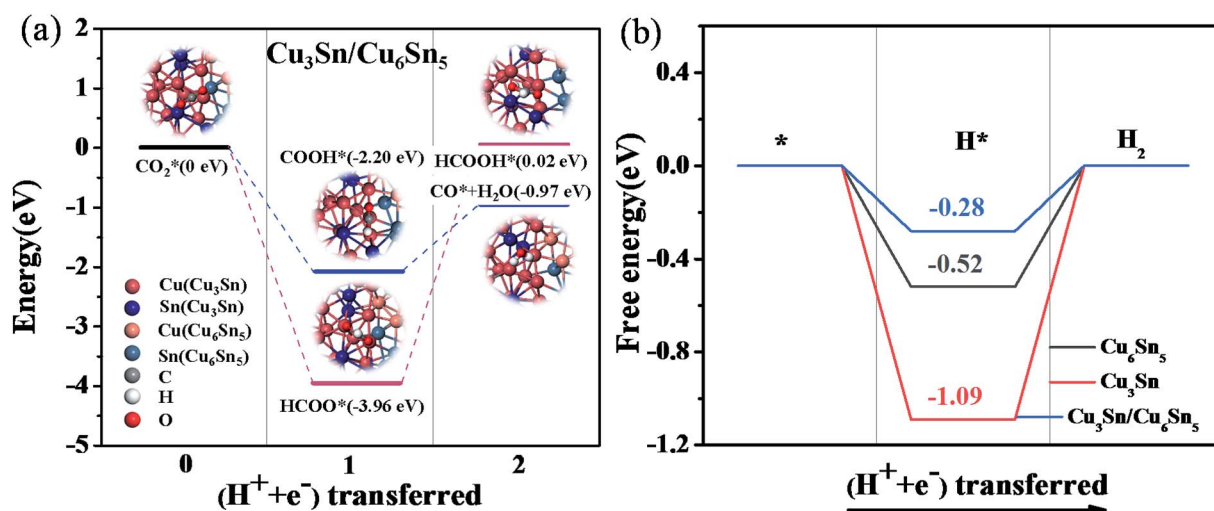 (a)
Cu₃Sn/Cu₆Sn₅
Energy(eV)
2
1
0
-1
-2
-3
-4
-5
CO₂*(0 eV)
COOH*(-2.20 eV)
HCOOH*(0.02 eV)
CO*+H₂O(-0.97 eV)
HCOO*(-3.96 eV)
Cu(Cu₃Sn)
Sn(Cu₃Sn)
Cu(Cu₆Sn₅)
Sn(Cu₆Sn₅)
C
H
O
0
1
2
(H⁺+e⁻) transferred
(b)
Free energy(eV)
0.4
0.0
-0.4
-0.8
-1.2
*
H*
H₂
-0.28
-0.52
-1.09
Cu₆Sn₅
Cu₃Sn
Cu₃Sn/Cu₆Sn₅
(H⁺+e⁻) transferred